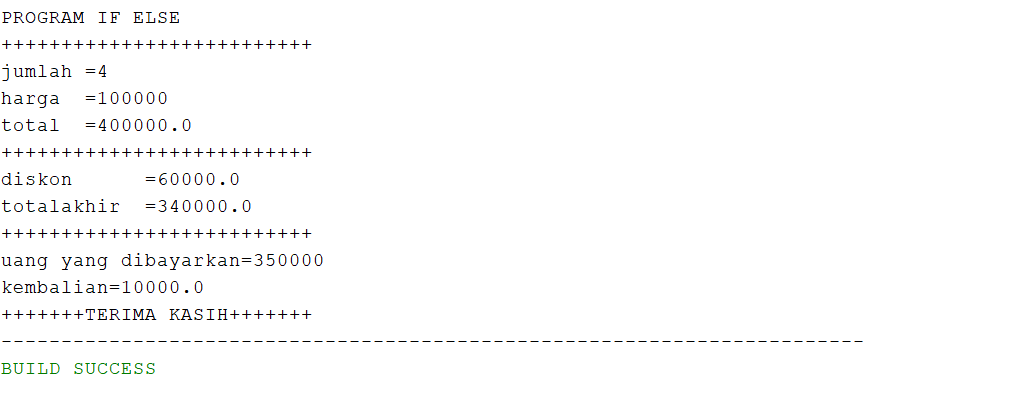 PROGRAM IF ELSE
++++++++++++++++++++++++++
jumlah =4
harga  =100000
total  =400000.0
++++++++++++++++++++++++++
diskon      =60000.0
totalakhir  =340000.0
++++++++++++++++++++++++++
uang yang dibayarkan=350000
kembalian=10000.0
+++++++TERIMA KASIH+++++++
------------------------------------------------------------------------
BUILD SUCCESS